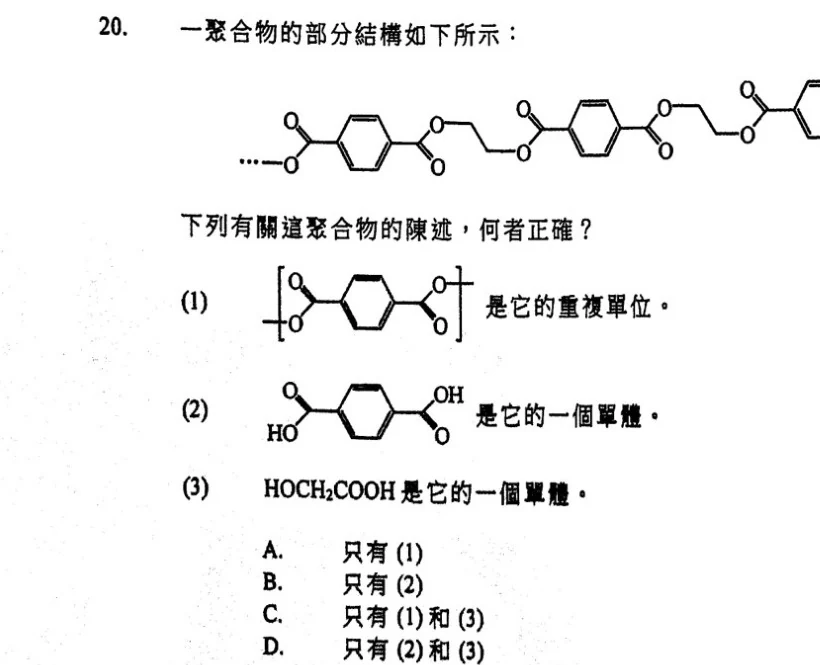 20. 一聚合物的部分結構如下所示：
O O O O O
···—O O O O O O
下列有關這聚合物的陳述，何者正確？
(1) O O O O 是它的重複單位。
(2) O OH HO O 是它的一個單體。
(3) HOCH₂COOH 是它的一個單體。
A. 只有 (1)
B. 只有 (2)
C. 只有 (1) 和 (3)
D. 只有 (2) 和 (3)